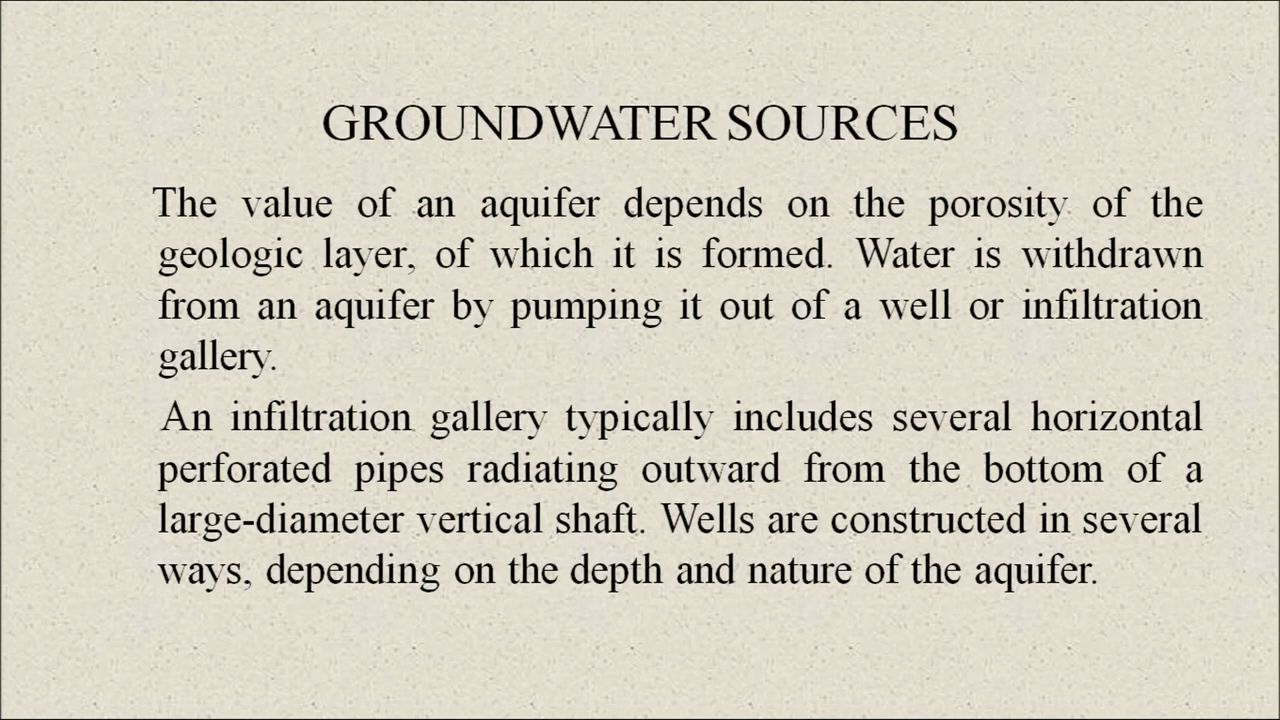 GROUNDWATER SOURCES
The value of an aquifer depends on the porosity of the
geologic layer, of which it is formed. Water is withdrawn
from an aquifer by pumping it out of a well or infiltration
gallery.
An infiltration gallery typically includes several horizontal
perforated pipes radiating outward from the bottom of a
large-diameter vertical shaft. Wells are constructed in several
ways, depending on the depth and nature of the aquifer.